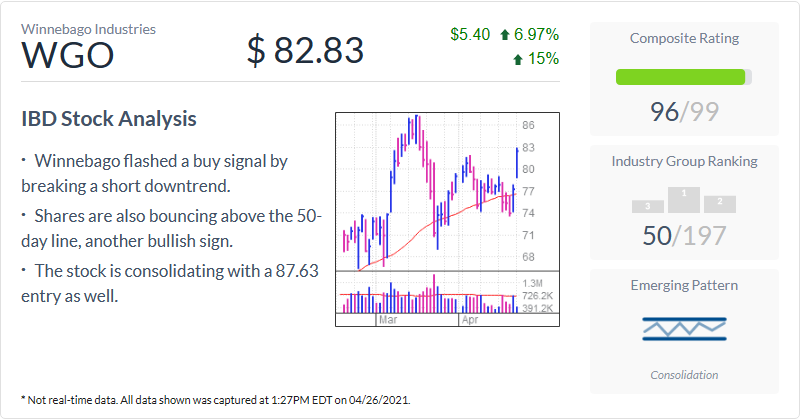 Winnebago Industries
WGO
$ 82.83
$5.40 6.97%
15%
IBD Stock Analysis
· Winnebago flashed a buy signal by
breaking a short downtrend.
· Shares are also bouncing above the 50-
day line, another bullish sign.
· The stock is consolidating with a 87.63
entry as well.
86
83
80
77
74
71
68
1.3M
726.2K
391.2K
Mar Apr
Composite Rating
96/99
Industry Group Ranking
3 1 2
50/197
Emerging Pattern
Consolidation
* Not real-time data. All data shown was captured at 1:27PM EDT on 04/26/2021.